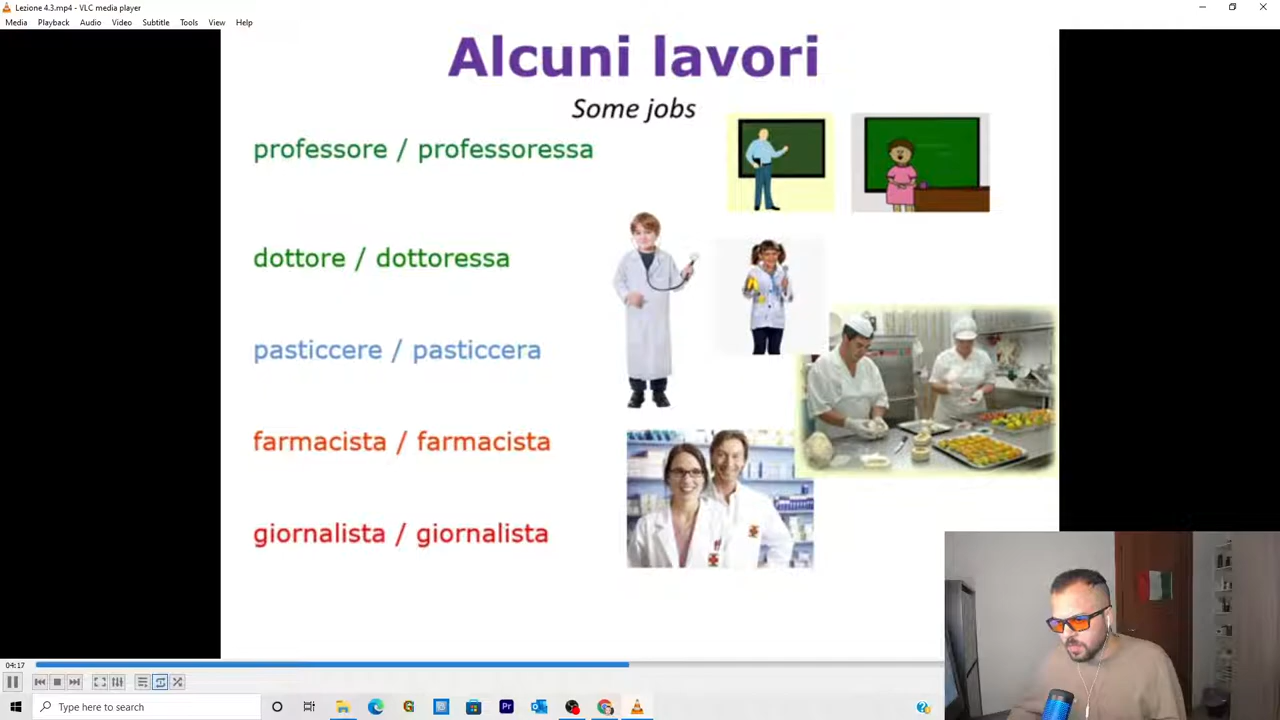 Lezione 4.3.mp4 - VLC media player
Media Playback Audio Video Subtitle Tools View Help
Alcuni lavori
Some jobs
professore / professoressa
dottore / dottoressa
pasticcere / pasticcera
farmacista / farmacista
giornalista / giornalista
04:17
Type here to search